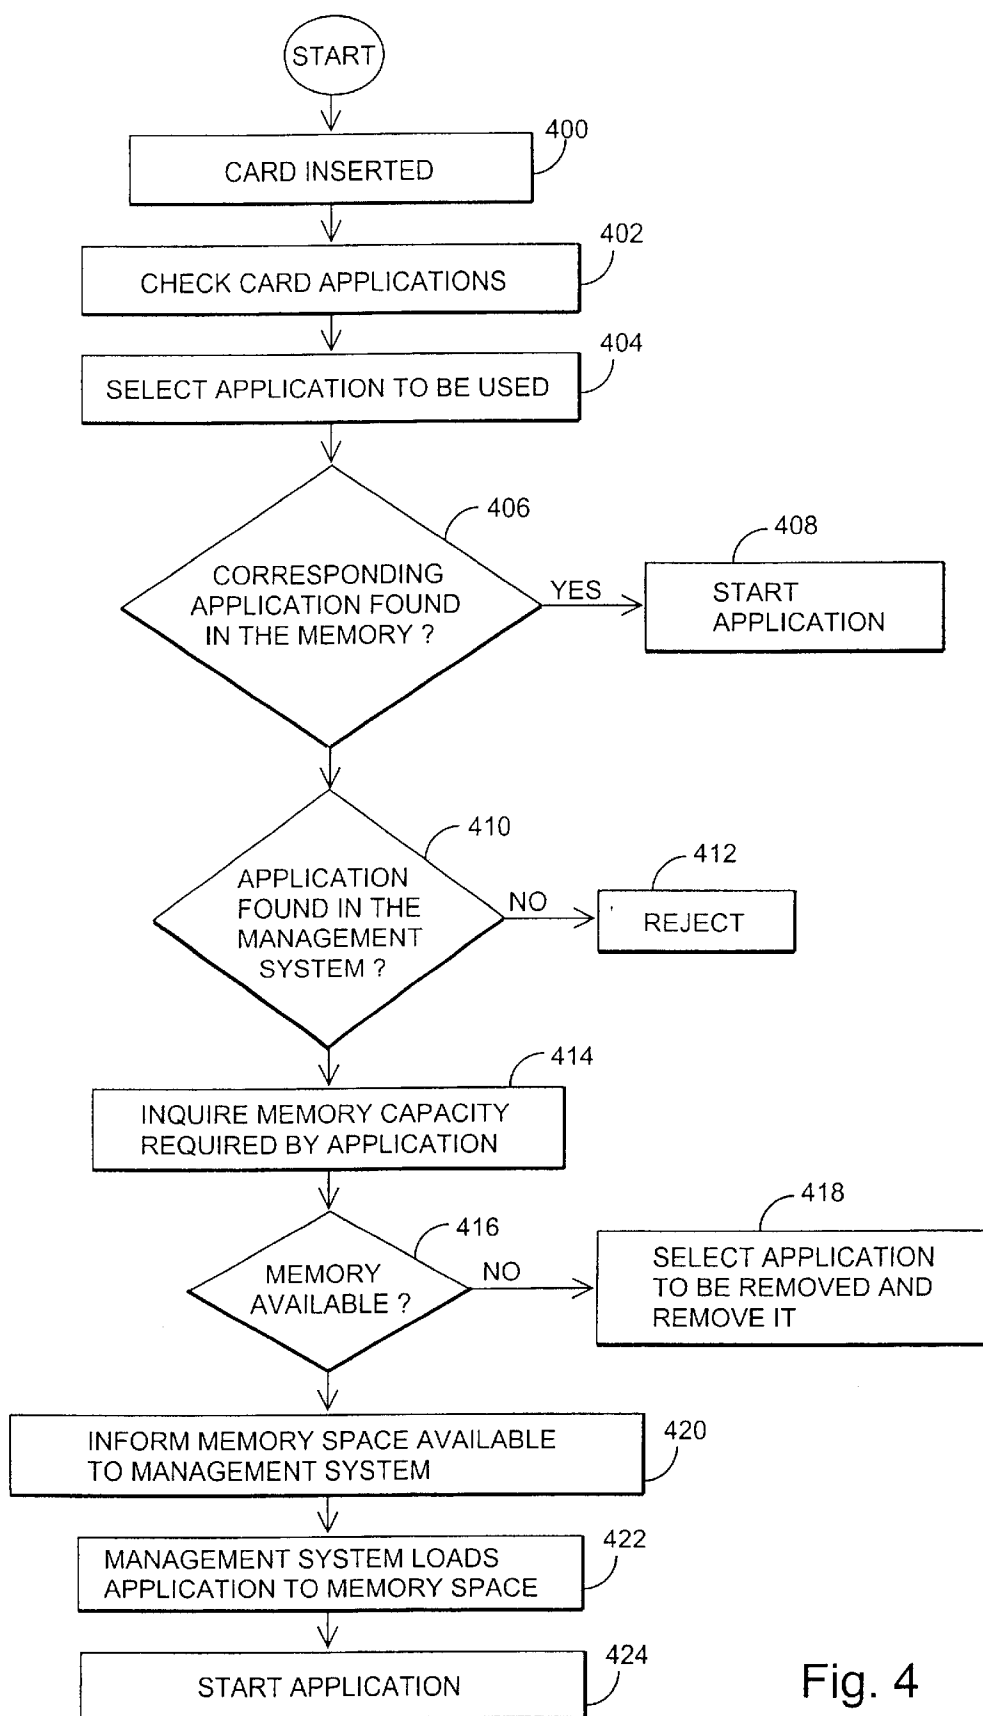 START
400
CARD INSERTED
402
CHECK CARD APPLICATIONS
404
SELECT APPLICATION TO BE USED
406
CORRESPONDING
APPLICATION FOUND
IN THE MEMORY ?
YES
408
START
APPLICATION
410
APPLICATION
FOUND IN THE
MANAGEMENT
SYSTEM ?
NO
412
REJECT
414
INQUIRE MEMORY CAPACITY
REQUIRED BY APPLICATION
416
MEMORY
AVAILABLE ?
NO
418
SELECT APPLICATION
TO BE REMOVED AND
REMOVE IT
420
INFORM MEMORY SPACE AVAILABLE
TO MANAGEMENT SYSTEM
422
MANAGEMENT SYSTEM LOADS
APPLICATION TO MEMORY SPACE
424
START APPLICATION
Fig. 4